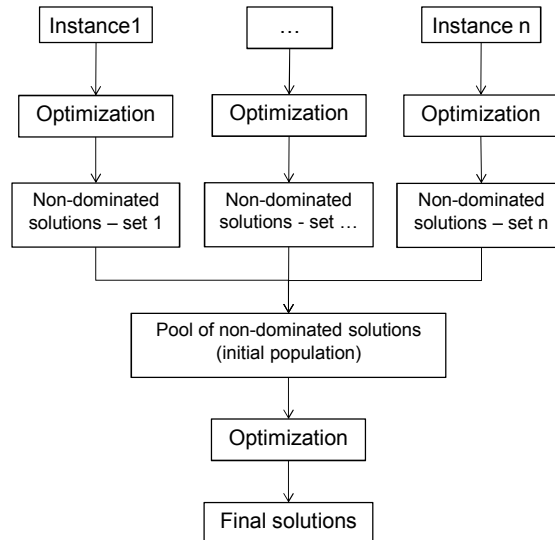 Instance1
…
Instance n
Optimization
Optimization
Optimization
Non-dominated
solutions – set 1
Non-dominated
solutions - set …
Non-dominated
solutions – set n
Pool of non-dominated solutions
(initial population)
Optimization
Final solutions